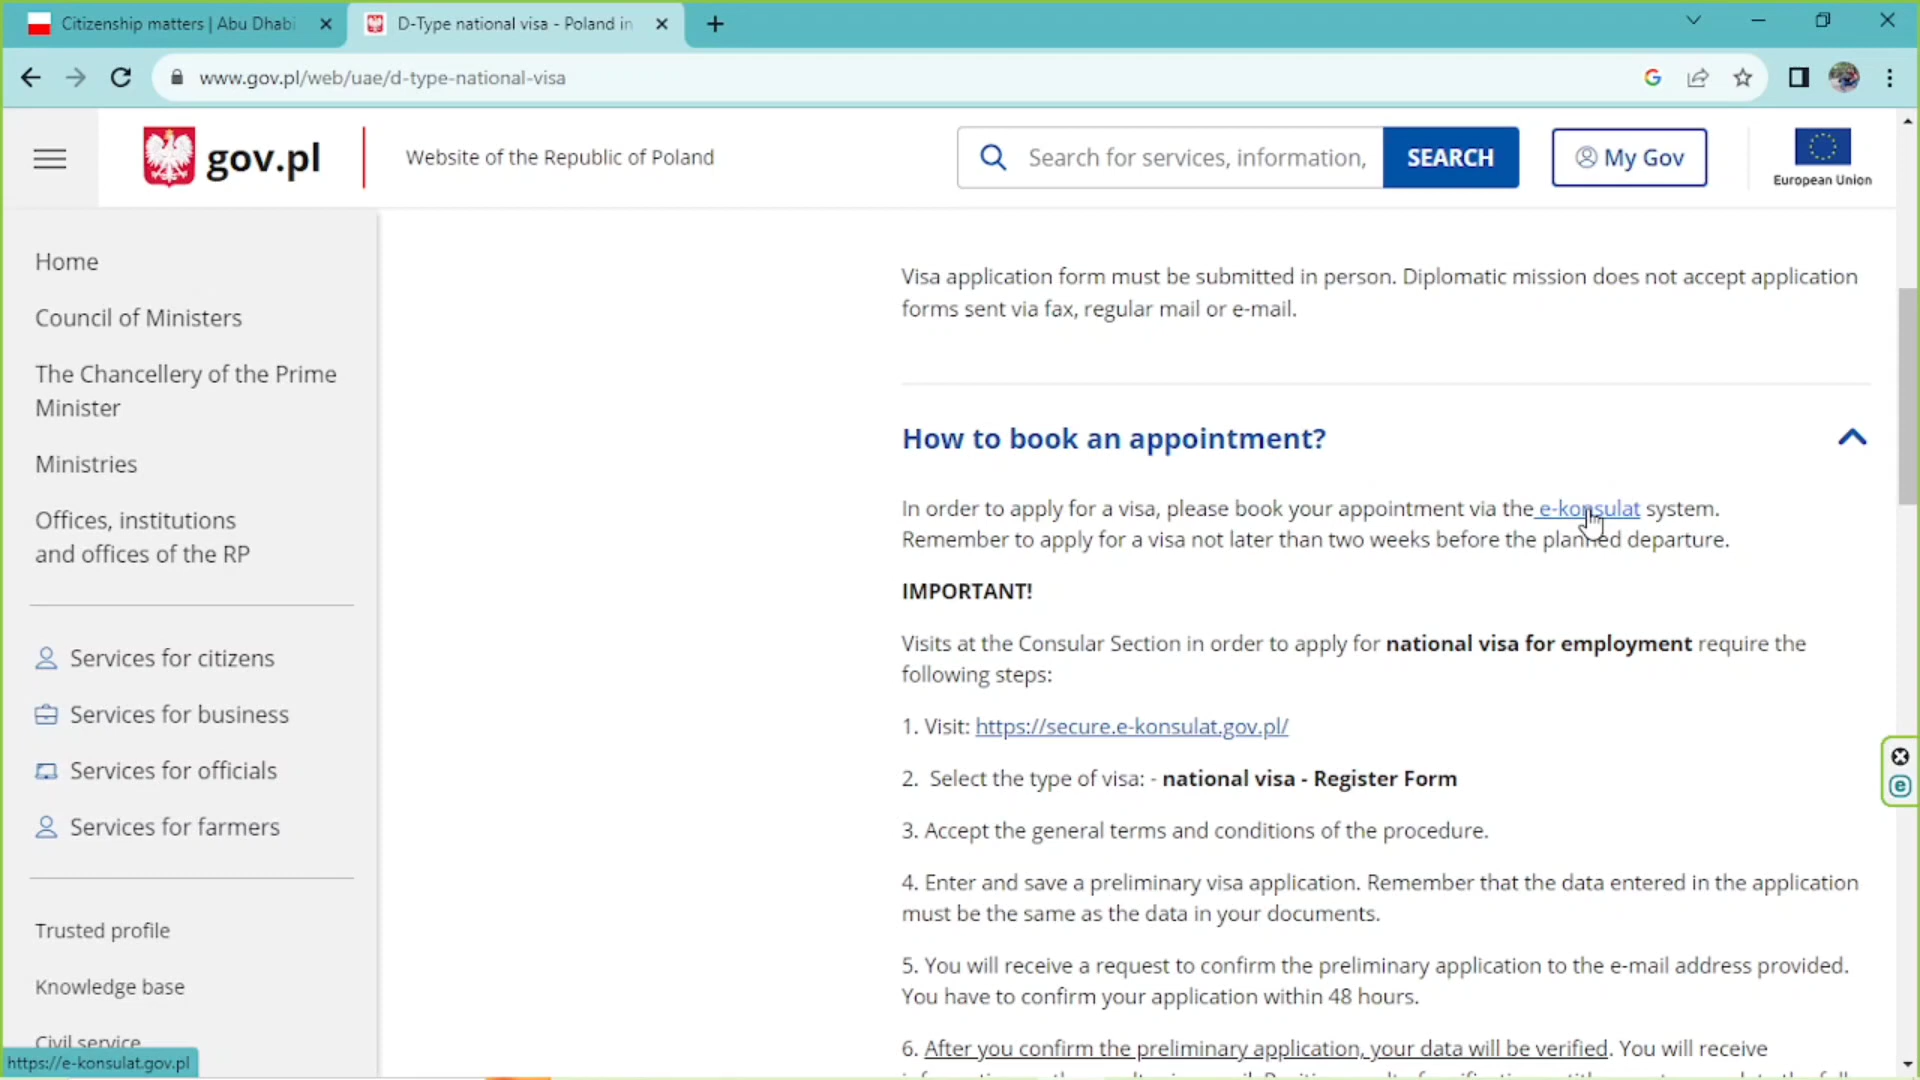 Citizenship matters | Abu Dhabi
D-Type national visa - Poland in
www.gov.pl/web/uae/d-type-national-visa
gov.pl
Website of the Republic of Poland
Search for services, information,
SEARCH
My Gov
European Union
Home
Council of Ministers
The Chancellery of the Prime
Minister
Ministries
Offices, institutions
and offices of the RP
Services for citizens
Services for business
Services for officials
Services for farmers
Trusted profile
Knowledge base
Civil service
https://e-konsulat.gov.pl
Visa application form must be submitted in person. Diplomatic mission does not accept application
forms sent via fax, regular mail or e-mail.
How to book an appointment?
In order to apply for a visa, please book your appointment via the e-konsulat system.
Remember to apply for a visa not later than two weeks before the planned departure.
IMPORTANT!
Visits at the Consular Section in order to apply for national visa for employment require the
following steps:
1. Visit: https://secure.e-konsulat.gov.pl/
2. Select the type of visa: - national visa - Register Form
3. Accept the general terms and conditions of the procedure.
4. Enter and save a preliminary visa application. Remember that the data entered in the application
must be the same as the data in your documents.
5. You will receive a request to confirm the preliminary application to the e-mail address provided.
You have to confirm your application within 48 hours.
6. After you confirm the preliminary application, your data will be verified. You will receive